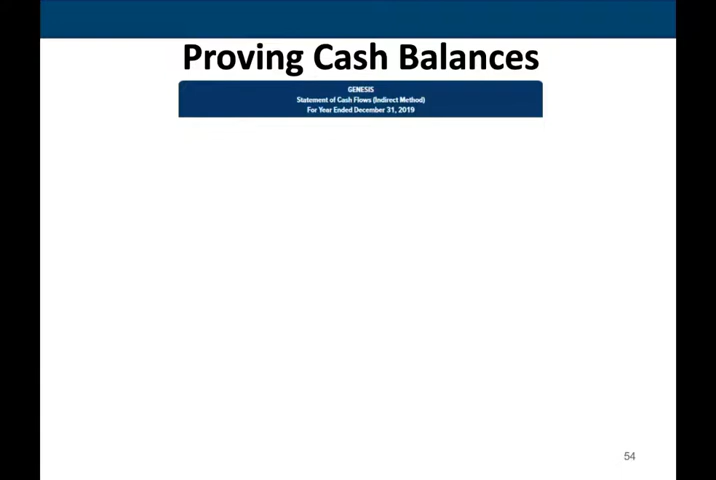 Proving Cash Balances
GENESIS
Statement of Cash Flows (Indirect Method)
For Year Ended December 31, 2019
54